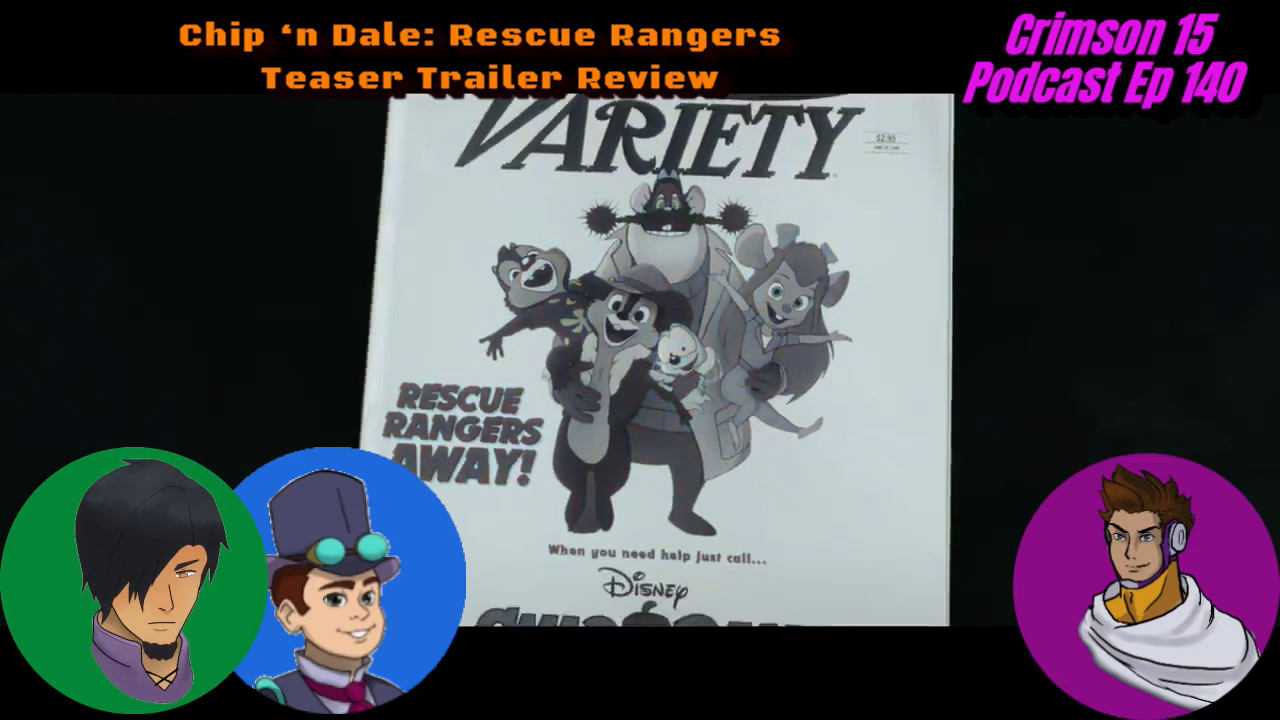 Chip ‘n Dale: Rescue Rangers
Teaser Trailer Review
Crimson 15
Podcast Ep 140
VARIETY
$2.95
RESCUE
RANGERS
AWAY!
When you need help just call...
Disney